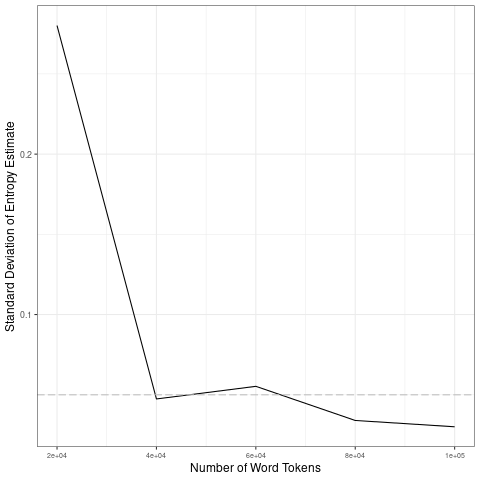 Standard Deviation of Entropy Estimate
0.2
0.1
2e+04 4e+04 6e+04 8e+04 1e+05
Number of Word Tokens